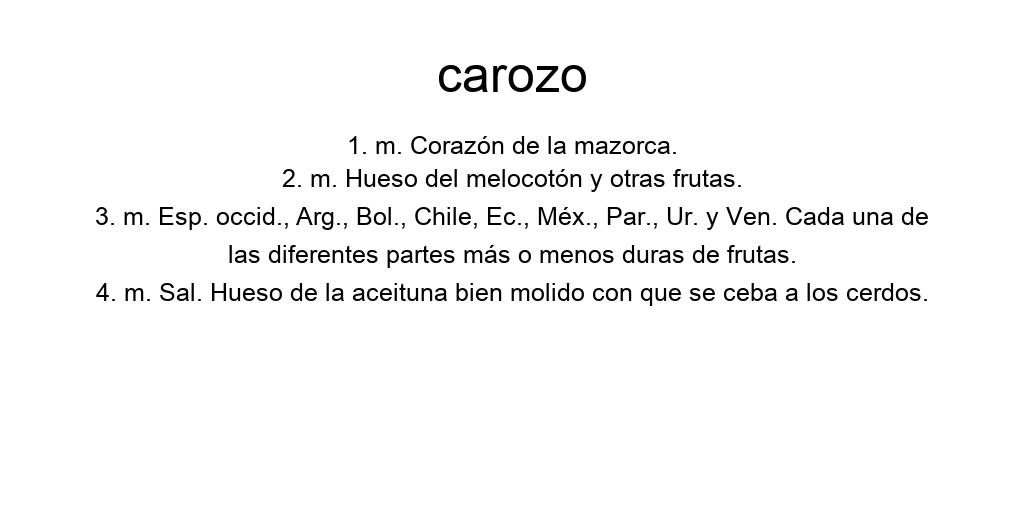 carozo
1. m. Corazón de la mazorca.
2. m. Hueso del melocotón y otras frutas.
3. m. Esp. occid., Arg., Bol., Chile, Ec., Méx., Par., Ur. y Ven. Cada una de
las diferentes partes más o menos duras de frutas.
4. m. Sal. Hueso de la aceituna bien molido con que se ceba a los cerdos.